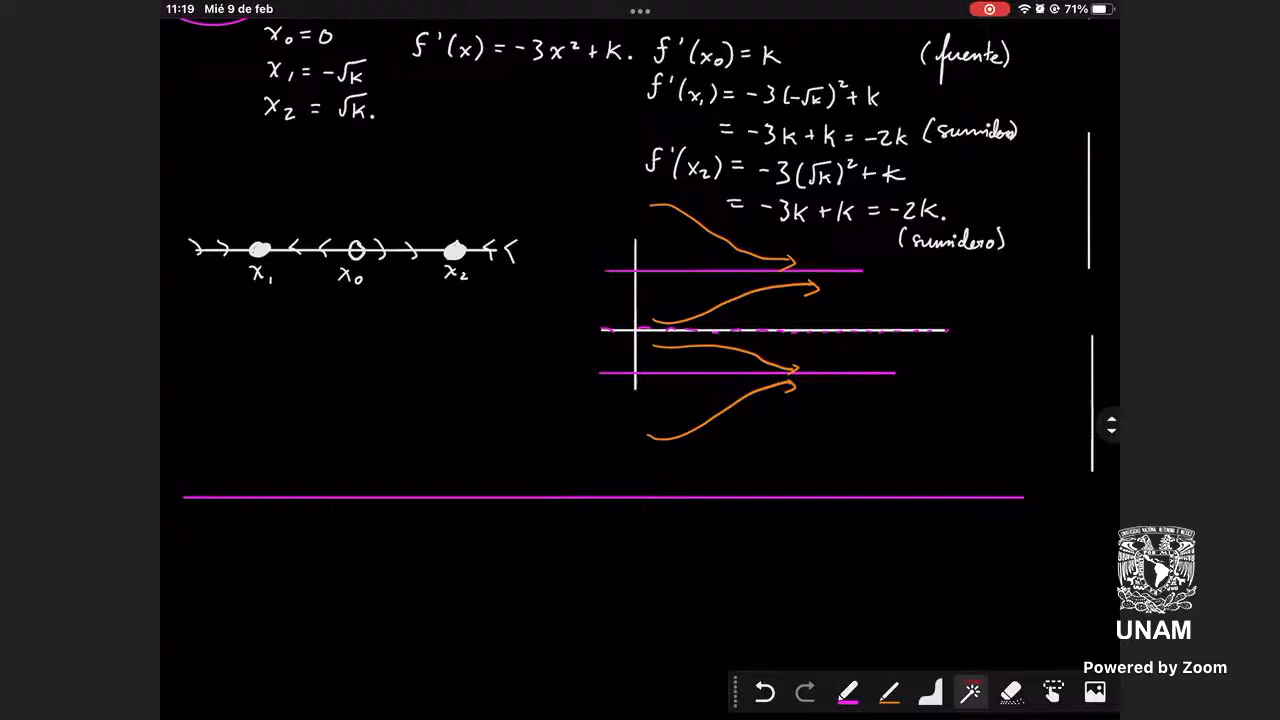 11:19 Mié 9 de feb
71%
x₀ = 0
x₁ = -√k
x₂ = √k.
f'(x) = -3x² + k.
f'(x₀) = k (fuente)
f'(x₁) = -3(-√k)² + k
= -3k + k = -2k (sumidero)
f'(x₂) = -3(√k)² + k
= -3k + k = -2k.
(sumidero)
x₁ x₀ x₂
UNAM
Powered by Zoom